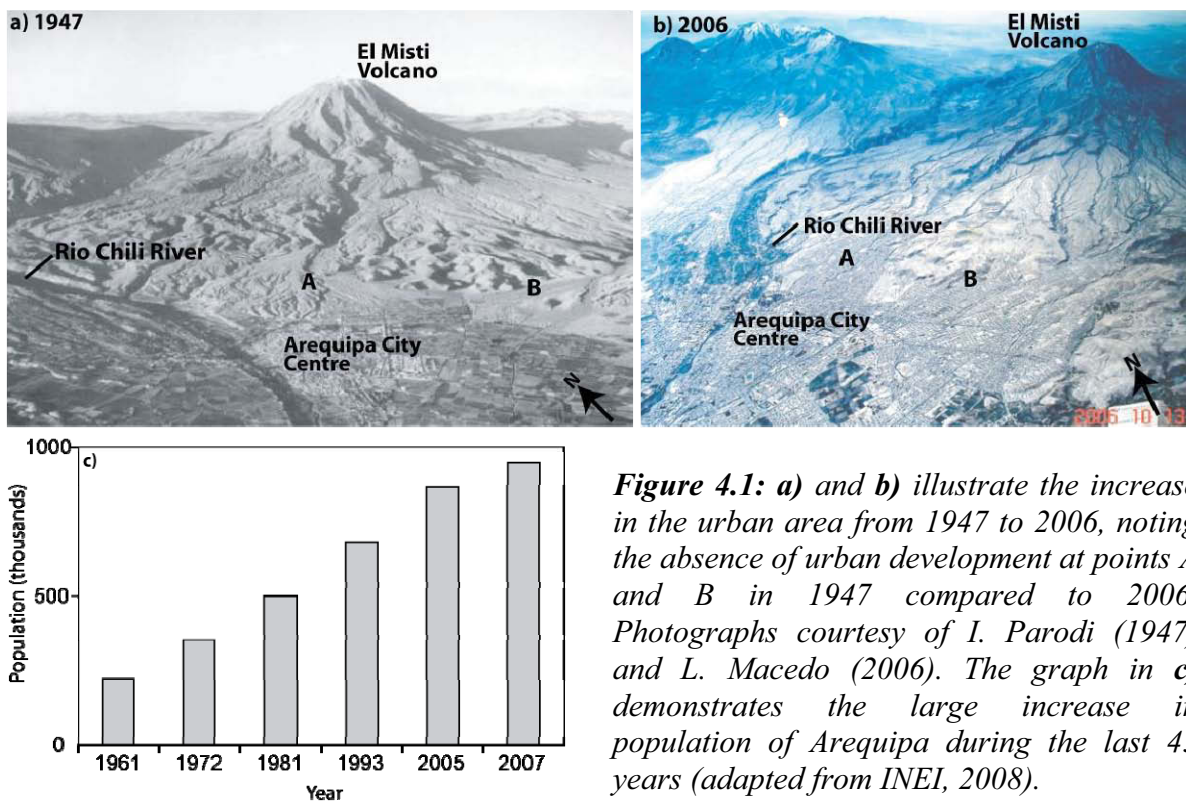 a) 1947
El Misti
Volcano
Rio Chili River
A
B
Arequipa City
Centre
N
b) 2006
El Misti
Volcano
Rio Chili River
A
B
Arequipa City
Centre
N
10 13
c)
Population (thousands)
1000
500
0
1961 1972 1981 1993 2005 2007
Year
Figure 4.1: a) and b) illustrate the increase
in the urban area from 1947 to 2006, noting
the absence of urban development at points
and B in 1947 compared to 2006
Photographs courtesy of I. Parodi (1947
and L. Macedo (2006). The graph in c
demonstrates the large increase
population of Arequipa during the last
years (adapted from INEI, 2008).